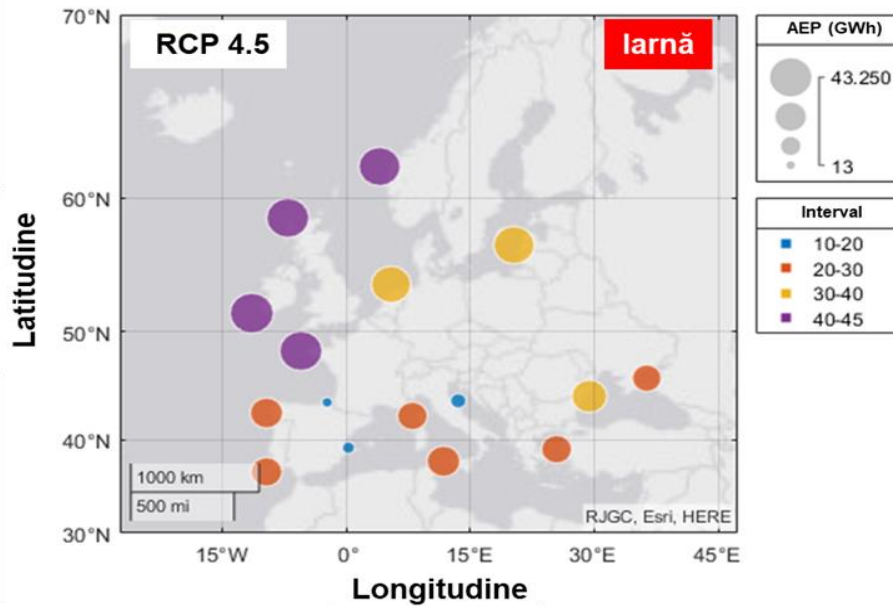 70°N
RCP 4.5
Iarnă
60°N
50°N
40°N
30°N
Latitudine
1000 km
500 mi
RJGC, Esri, HERE
15°W
0°
15°E
30°E
45°E
Longitudine
AEP (GWh)
43.250
13
Interval
10-20
20-30
30-40
40-45